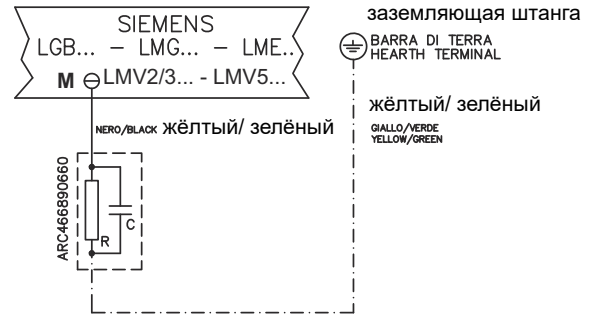 SIEMENS
LGB... – LMG... – LME..
M LMV2/3... - LMV5...
заземляющая штанга
BARRA DI TERRA
HEARTH TERMINAL
жёлтый/ зелёный
GIALLO/VERDE
YELLOW/GREEN
NERO/BLACK жёлтый/ зелёный
ARC466890660
C
R